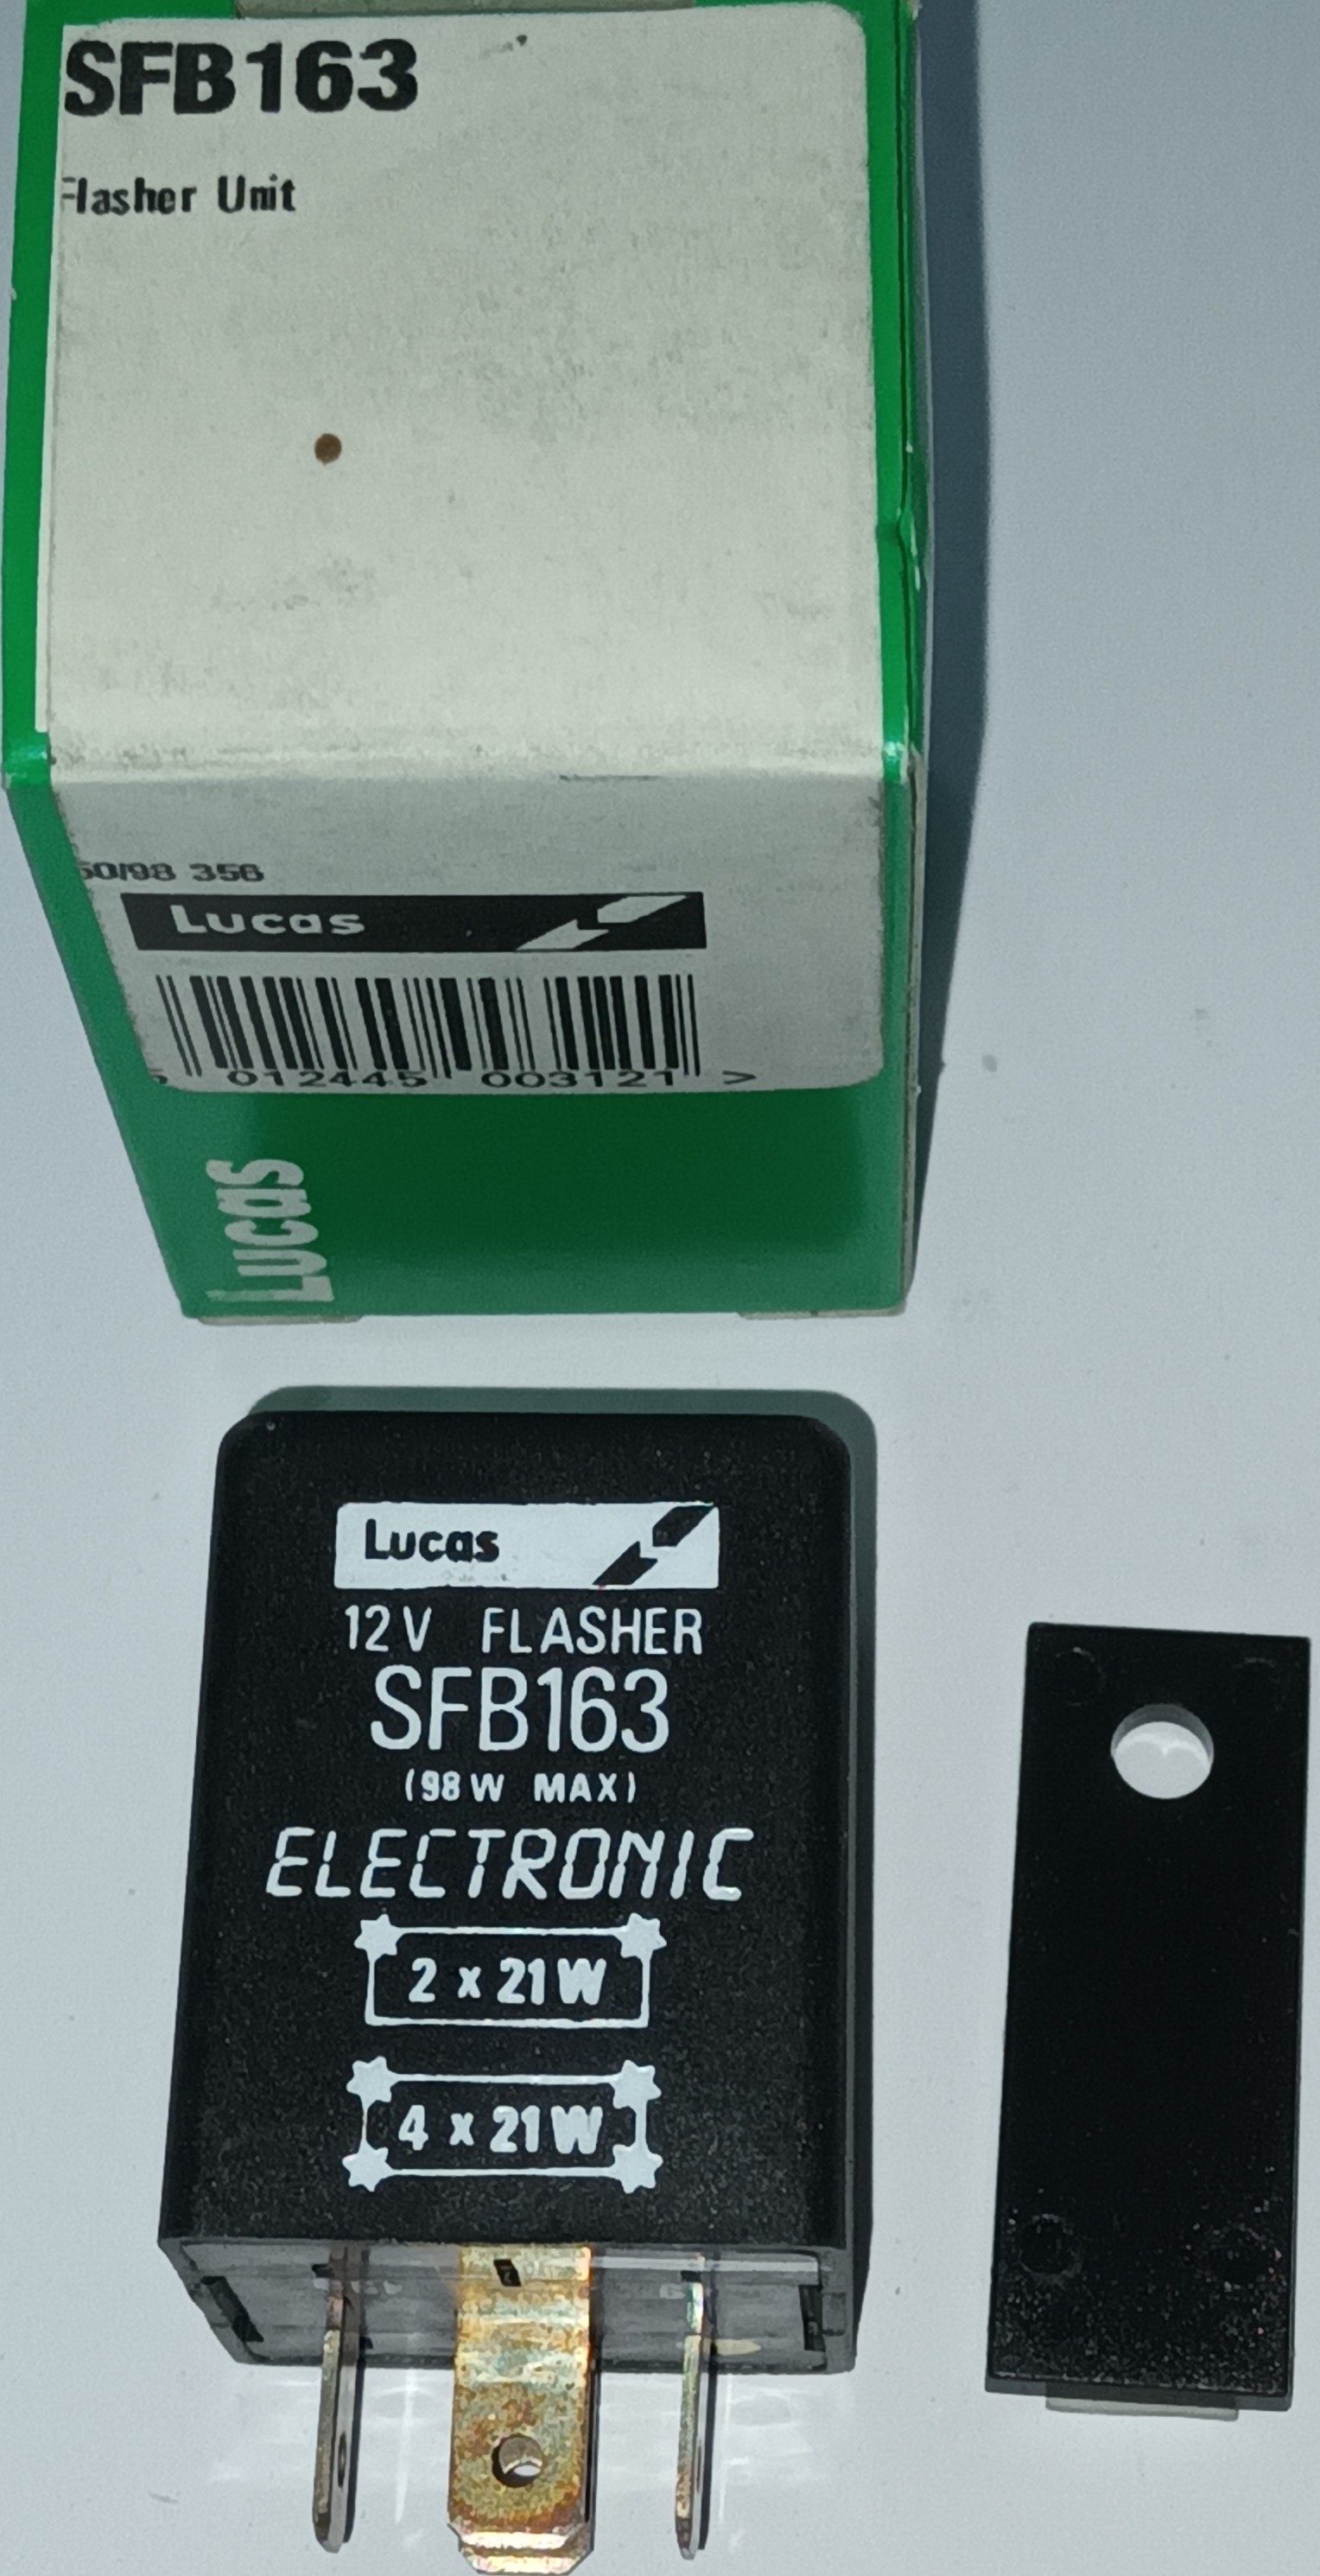 SFB163
Flasher Unit
50/98 356
Lucas
5 012445 003121 >
Lucas
Lucas
12V FLASHER
SFB163
(98W MAX)
ELECTRONIC
2 x 21W
4 x 21W